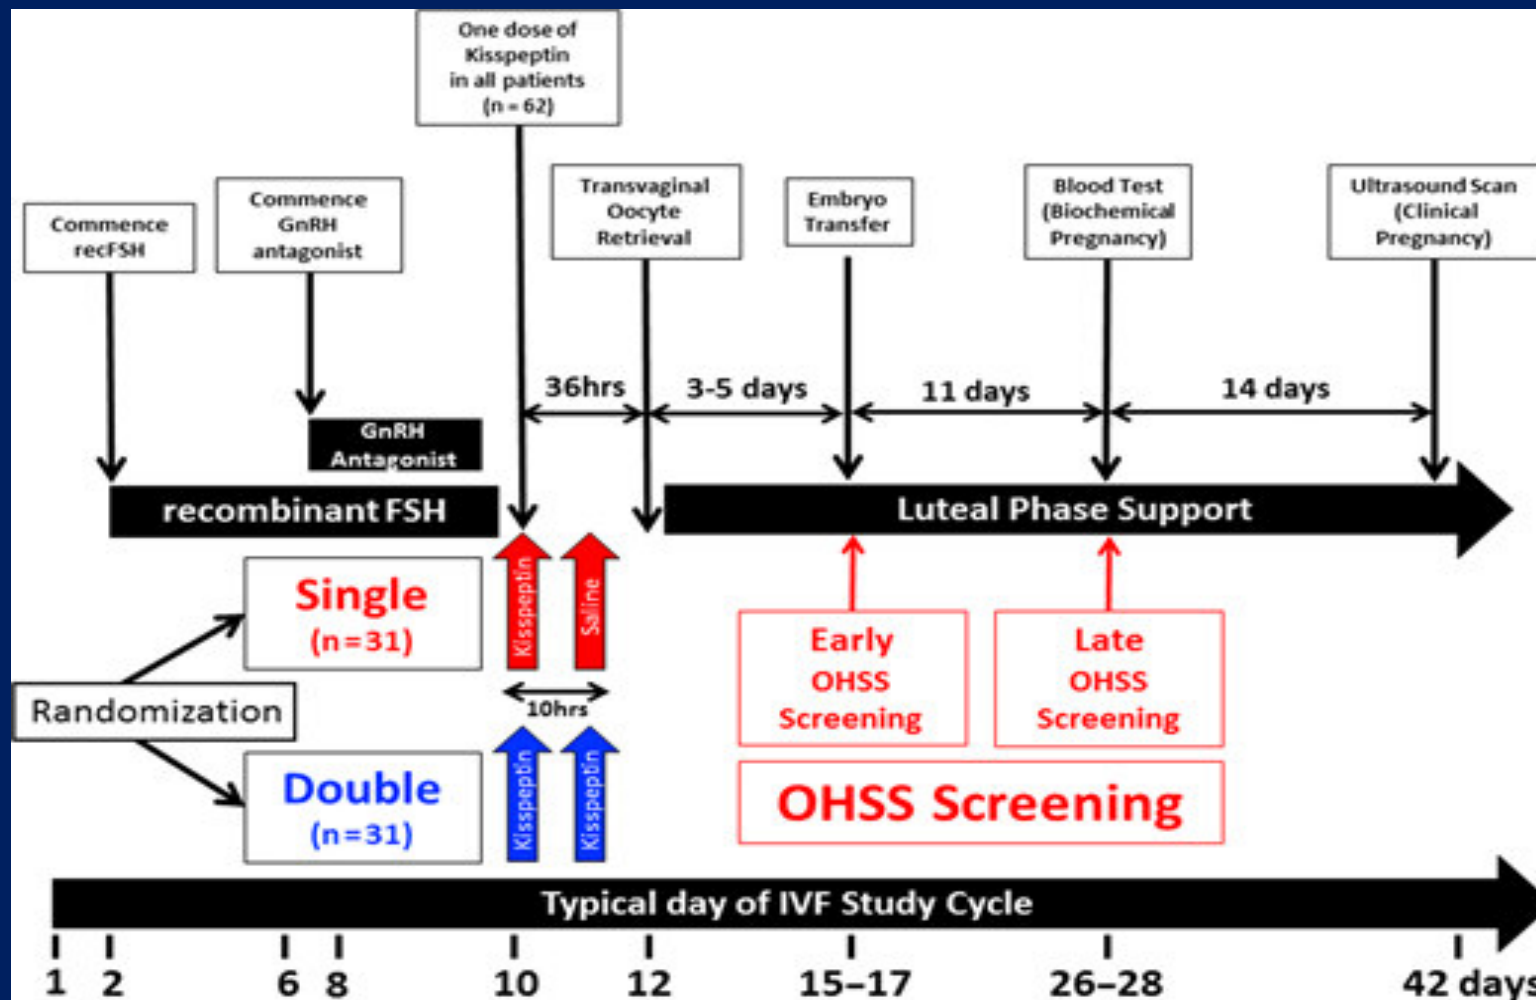 One dose of
Kisspeptin
in all patients
(n = 62)
Commence
recFSH
Commence
GnRH
antagonist
Transvaginal
Oocyte
Retrieval
Embryo
Transfer
Blood Test
(Biochemical
Pregnancy)
Ultrasound Scan
(Clinical
Pregnancy)
36hrs
3-5 days
11 days
14 days
GnRH
Antagonist
recombinant FSH
Luteal Phase Support
Single
(n=31)
Kisspeptin
Saline
Randomization
10hrs
Double
(n=31)
Kisspeptin
Kisspeptin
Early
OHSS
Screening
Late
OHSS
Screening
OHSS Screening
Typical day of IVF Study Cycle
1 2 6 8 10 12 15–17 26–28 42 days